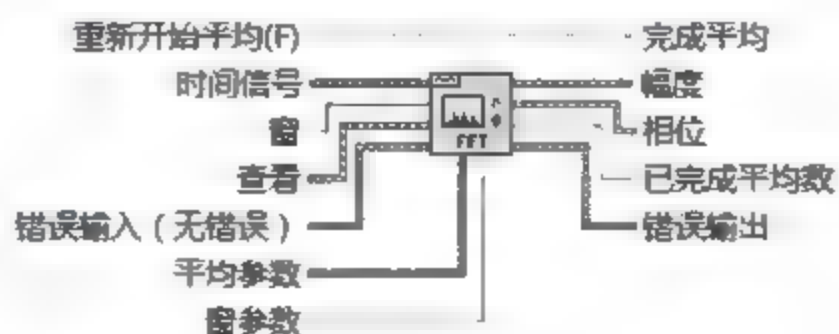 重新开始平均(F)
完成平均
时间信号
幅度
窗
相位
查看
已完成平均数
错误输入（无错误）
错误输出
平均参数
窗参数
FFT